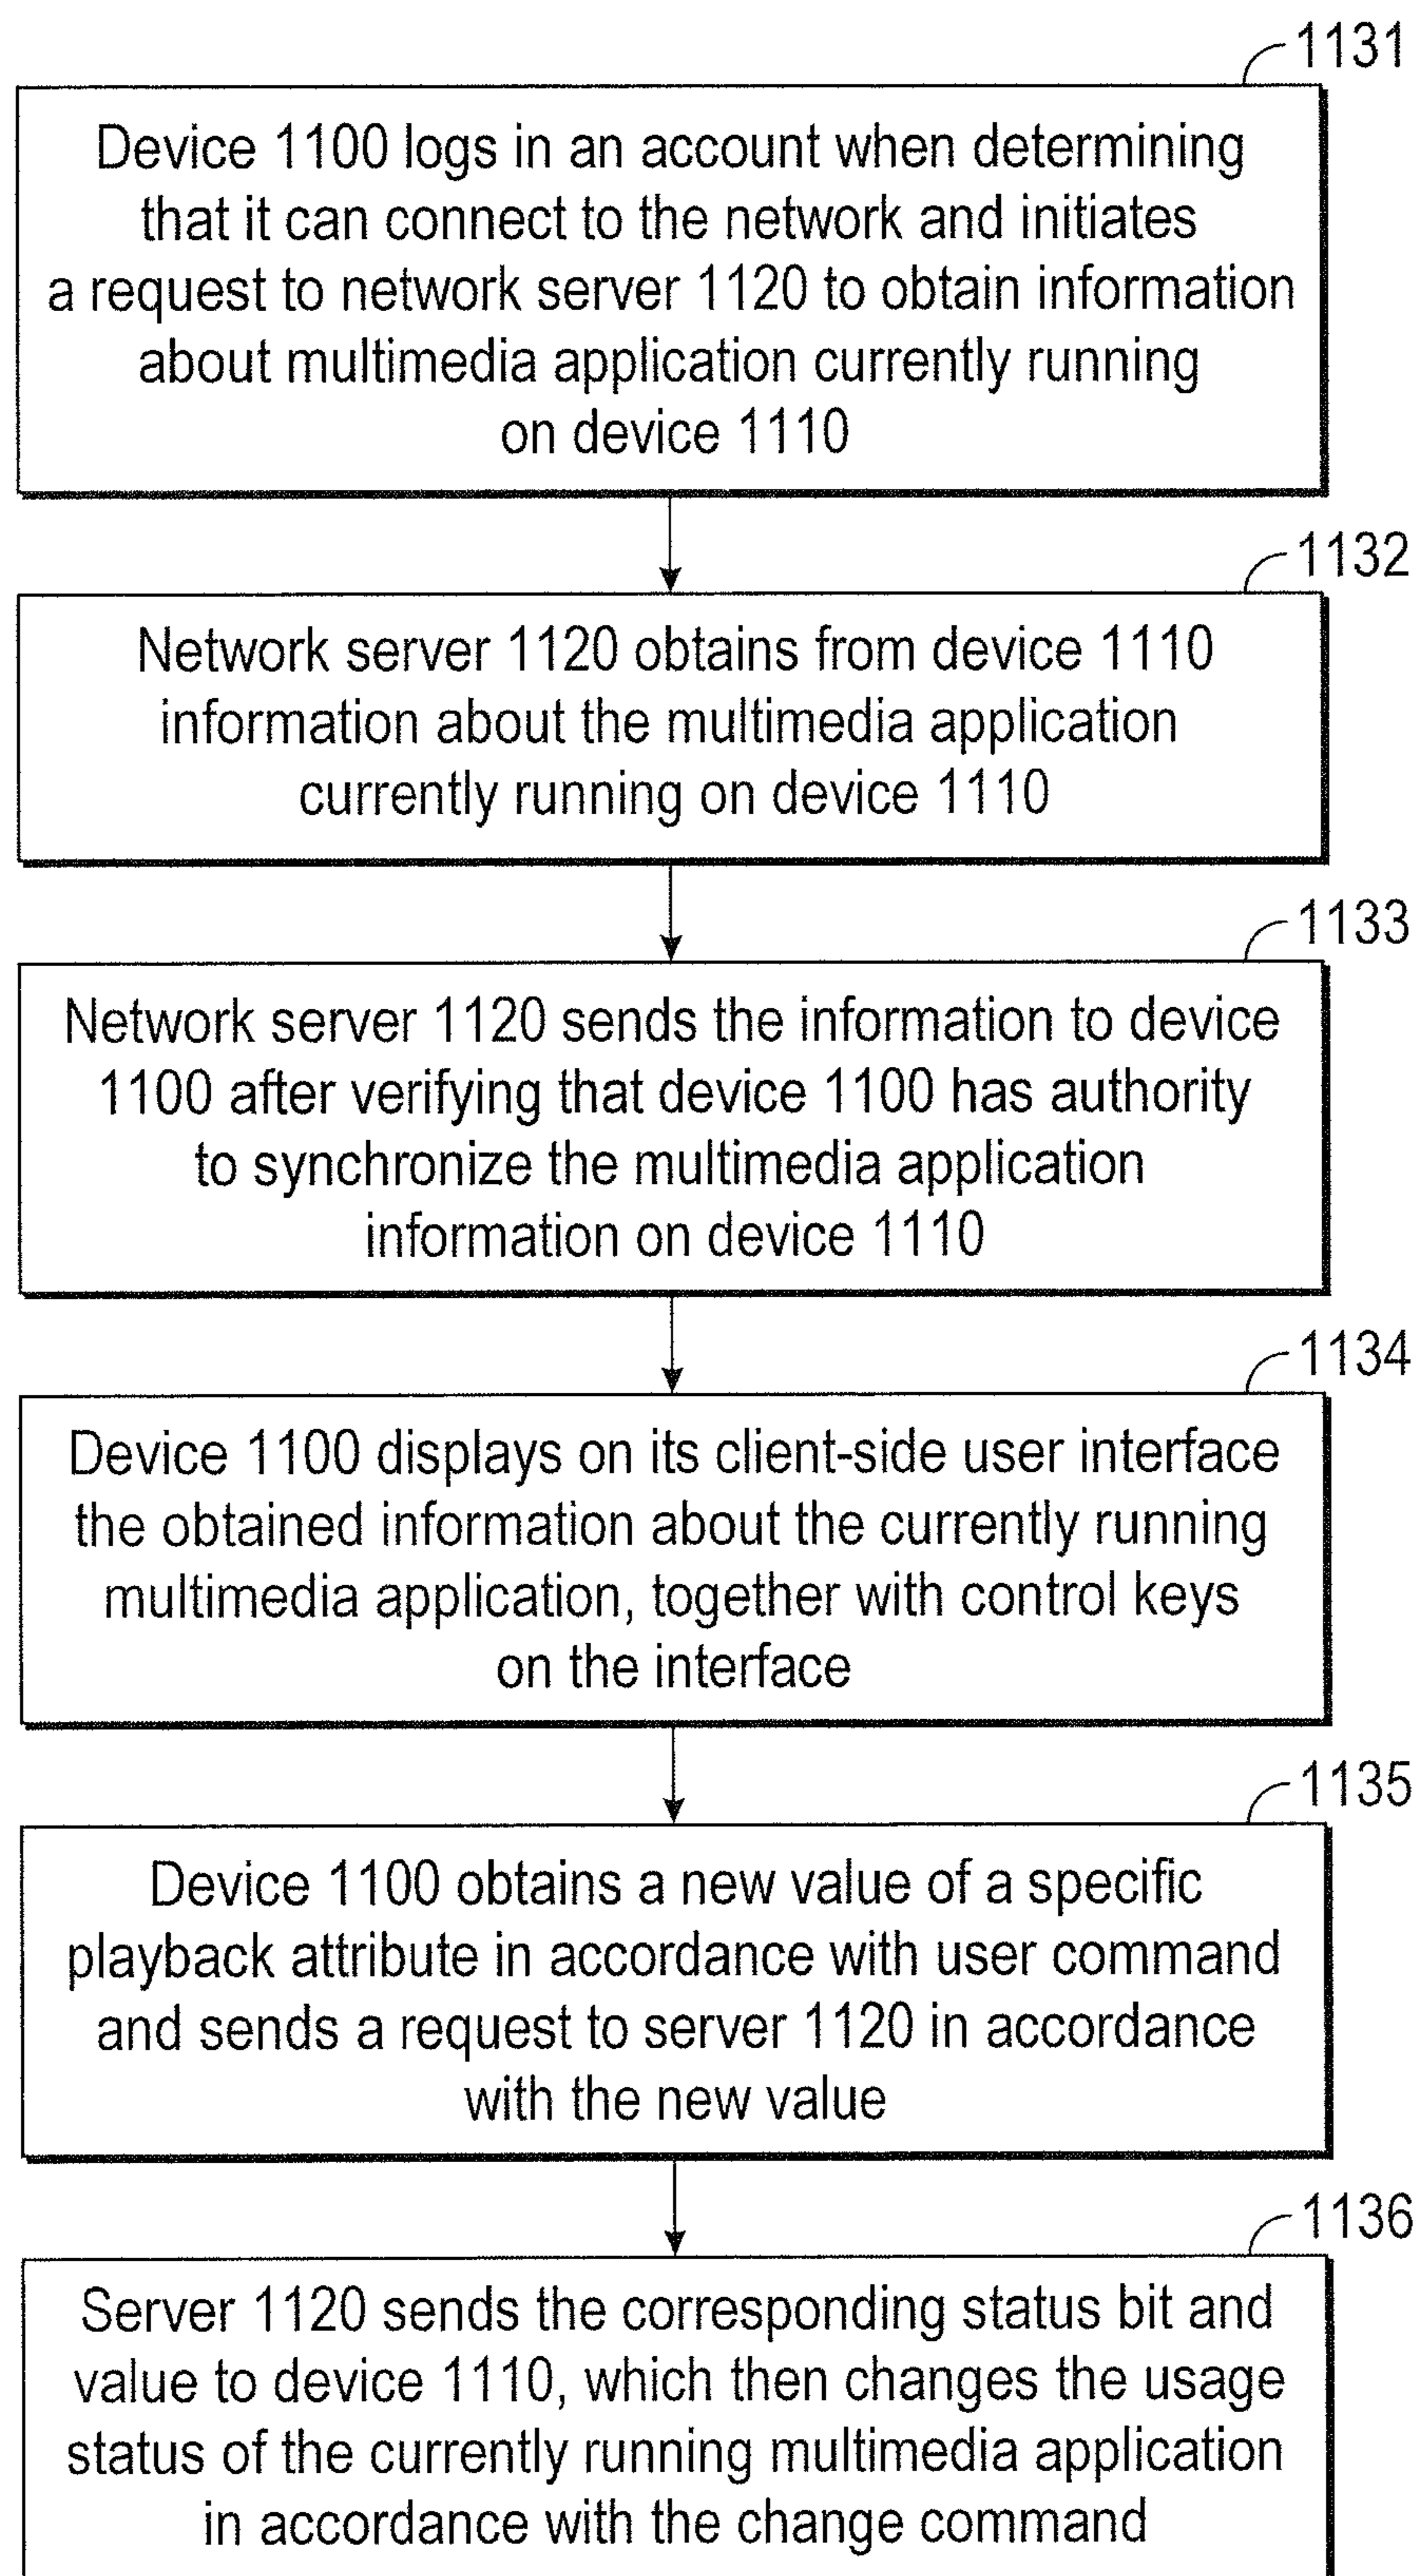 1131
Device 1100 logs in an account when determining
that it can connect to the network and initiates
a request to network server 1120 to obtain information
about multimedia application currently running
on device 1110
1132
Network server 1120 obtains from device 1110
information about the multimedia application
currently running on device 1110
1133
Network server 1120 sends the information to device
1100 after verifying that device 1100 has authority
to synchronize the multimedia application
information on device 1110
1134
Device 1100 displays on its client-side user interface
the obtained information about the currently running
multimedia application, together with control keys
on the interface
1135
Device 1100 obtains a new value of a specific
playback attribute in accordance with user command
and sends a request to server 1120 in accordance
with the new value
1136
Server 1120 sends the corresponding status bit and
value to device 1110, which then changes the usage
status of the currently running multimedia application
in accordance with the change command